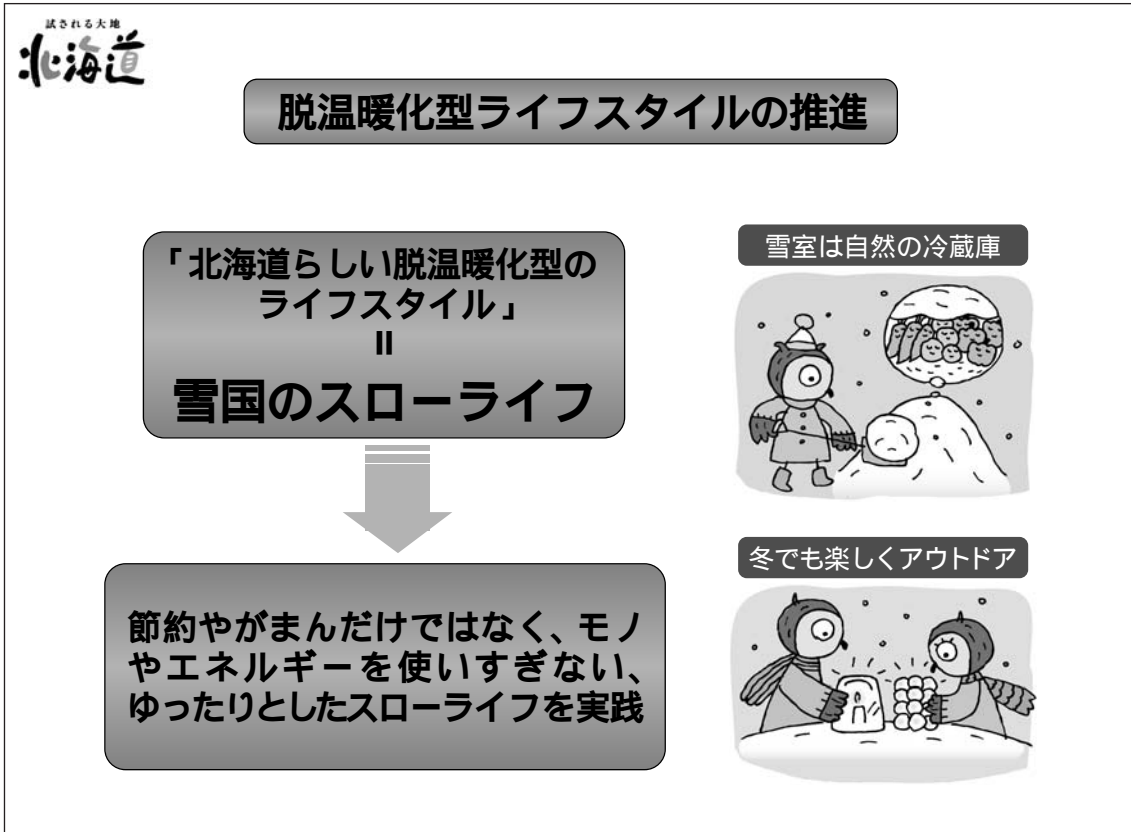 試される大地
北海道
脱温暖化型ライフスタイルの推進
「北海道らしい脱温暖化型の
ライフスタイル」
=
雪国のスローライフ
節約やがまんだけではなく、モノ
やエネルギーを使いすぎない、
ゆったりとしたスローライフを実践
雪室は自然の冷蔵庫
冬でも楽しくアウトドア